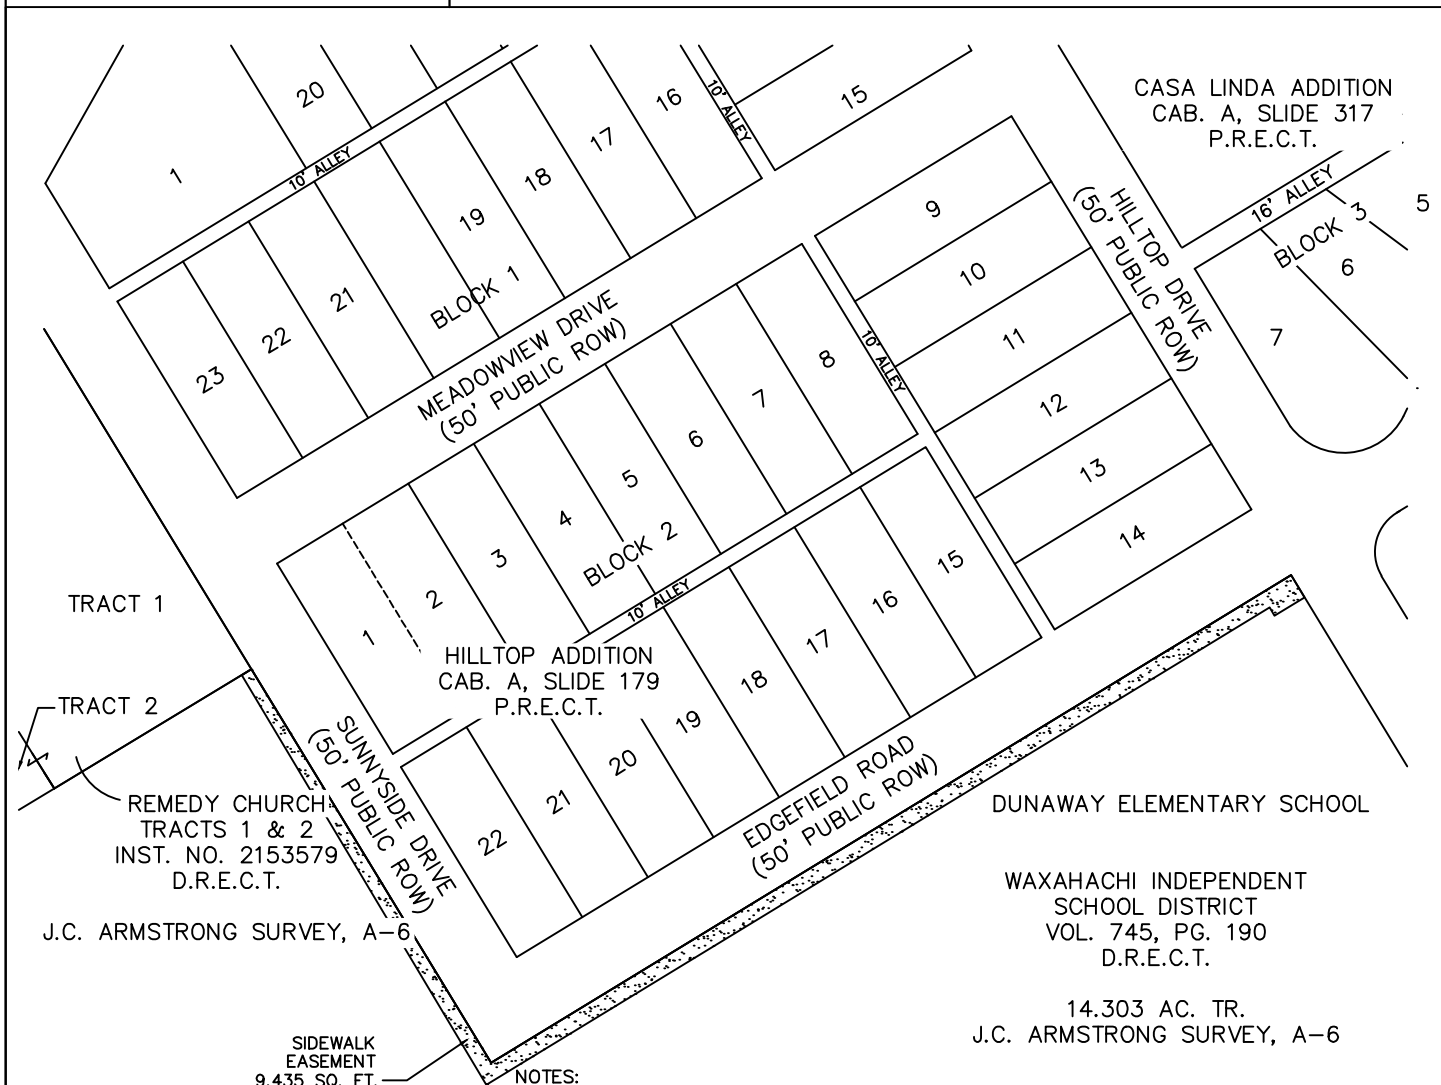 20
16
10' ALLEY
15
CASA LINDA ADDITION
CAB. A, SLIDE 317
P.R.E.C.T.
1
10' ALLEY
19
18
17
9
HILLTOP DRIVE
(50' PUBLIC ROW)
16' ALLEY
BLOCK 3
5
6
7
23
22
21
BLOCK 1
MEADOWVIEW DRIVE
(50' PUBLIC ROW)
10
11
12
13
14
10' ALLEY
8
7
6
5
4
3
2
1
BLOCK 2
10' ALLEY
15
16
17
18
19
20
21
22
HILLTOP ADDITION
CAB. A, SLIDE 179
P.R.E.C.T.
TRACT 1
TRACT 2
SUNNYSIDE DRIVE
(50' PUBLIC ROW)
EDGEFIELD ROAD
(50' PUBLIC ROW)
REMEDY CHURCH
TRACTS 1 & 2
INST. NO. 2153579
D.R.E.C.T.
J.C. ARMSTRONG SURVEY, A-6
DUNAWAY ELEMENTARY SCHOOL
WAXAHACHI INDEPENDENT
SCHOOL DISTRICT
VOL. 745, PG. 190
D.R.E.C.T.
14.303 AC. TR.
J.C. ARMSTRONG SURVEY, A-6
SIDEWALK
EASEMENT
9,435 SQ. FT.
NOTES: